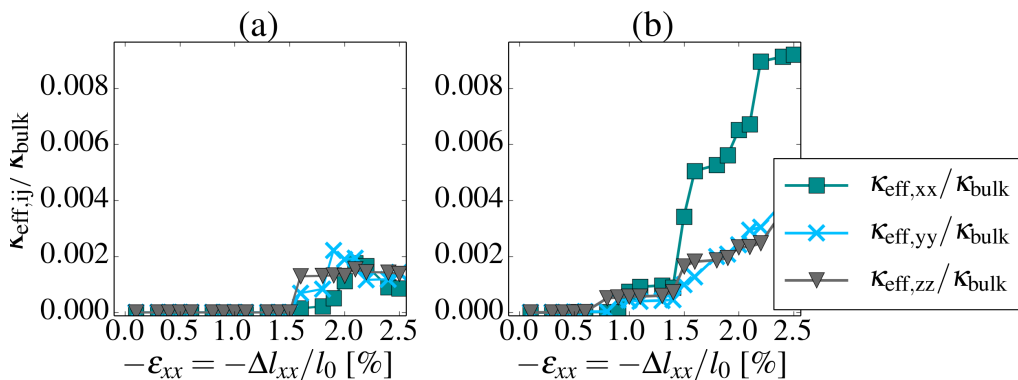 (a) (b)
κeff,ij/ κbulk
0.008
0.006
0.004
0.002
0.000
0.0 0.5 1.0 1.5 2.0 2.5
−εxx = −Δlxx/l0 [%]
0.008
0.006
0.004
0.002
0.000
0.0 0.5 1.0 1.5 2.0 2.5
−εxx = −Δlxx/l0 [%]
κeff,xx/κbulk
κeff,yy/κbulk
κeff,zz/κbulk